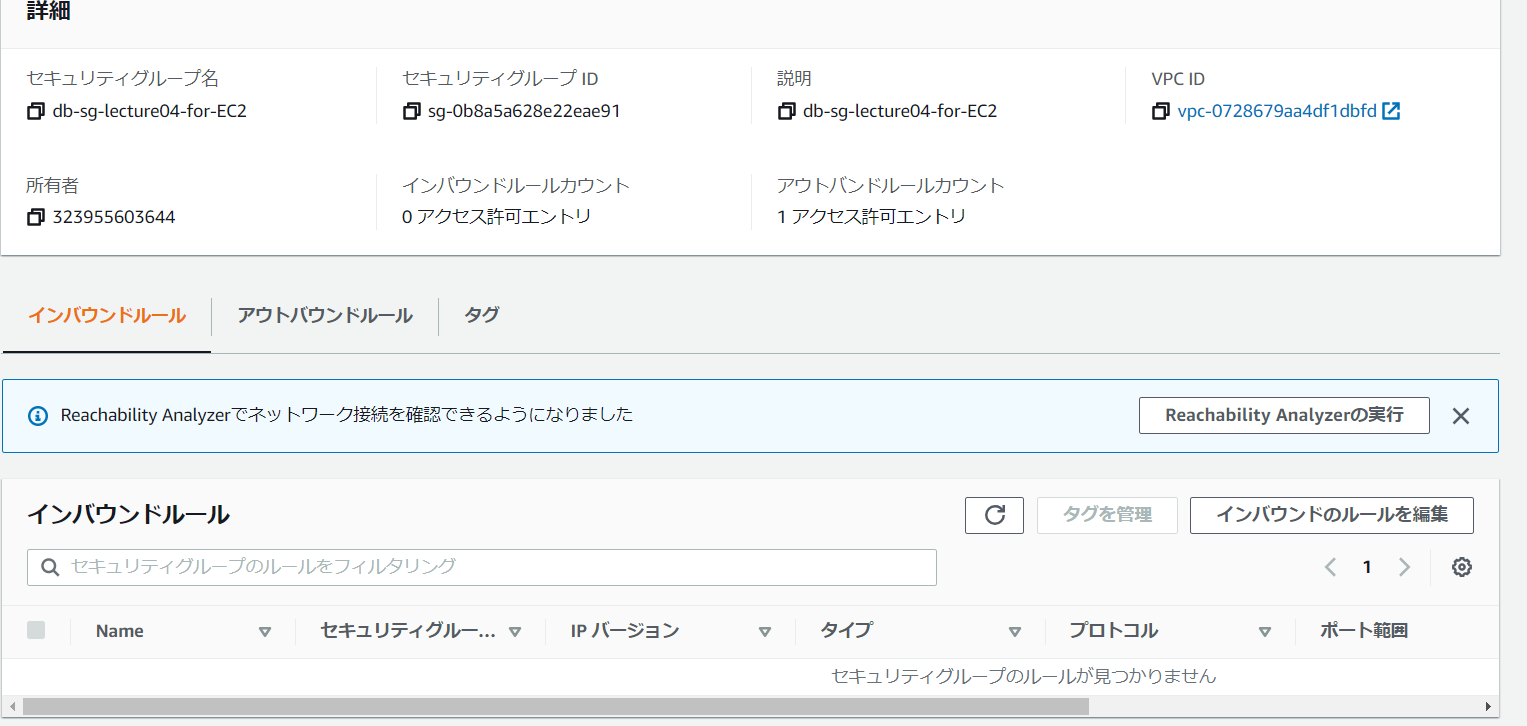 詳細
セキュリティグループ名 セキュリティグループ ID 説明 VPC ID
db-sg-lecture04-for-EC2 sg-0b8a5a628e22eae91 db-sg-lecture04-for-EC2 vpc-0728679aa4df1dbfd
所有者 インバウンドルールカウント アウトバンドルールカウント
323955603644 0 アクセス許可エントリ 1 アクセス許可エントリ
インバウンドルール アウトバウンドルール タグ
Reachability Analyzerでネットワーク接続を確認できるようになりました Reachability Analyzerの実行
インバウンドルール タグを管理 インバウンドのルールを編集
セキュリティグループのルールをフィルタリング 1
Name セキュリティグルー... IP バージョン タイプ プロトコル ポート範囲
セキュリティグループのルールが見つかりません